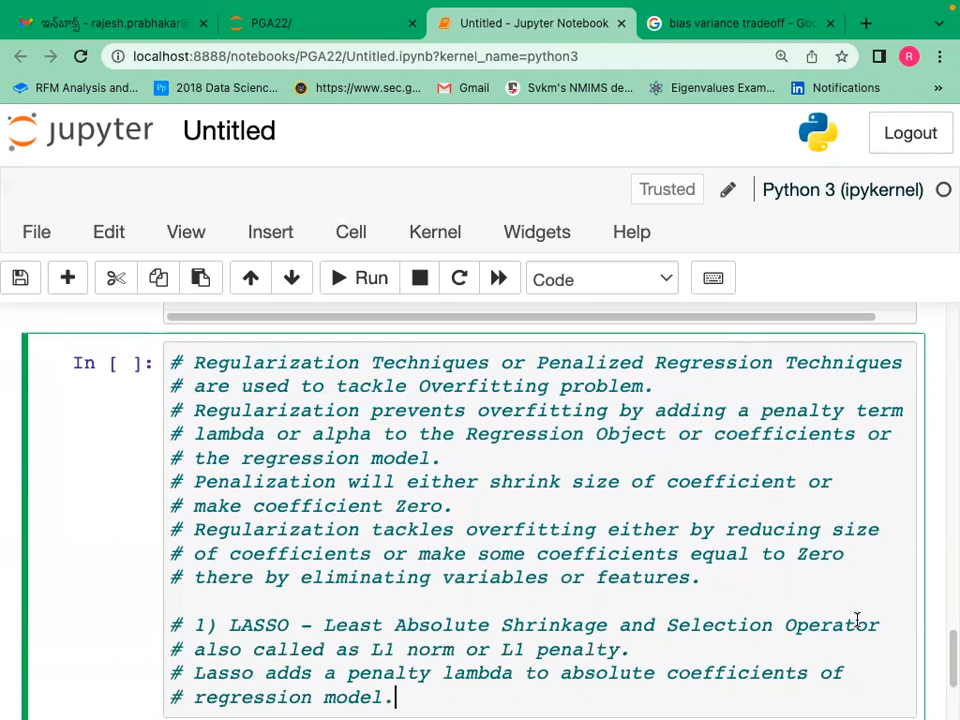 ఇన్‌బాక్స్ - rajesh.prabhakar@
PGA22/
Untitled - Jupyter Notebook
bias variance tradeoff - Goo
localhost:8888/notebooks/PGA22/Untitled.ipynb?kernel_name=python3
R
RFM Analysis and...
2018 Data Scienc...
https://www.sec.g...
Gmail
Svkm's NMIMS de...
Eigenvalues Exam...
Notifications
»
jupyter
Untitled
Logout
Trusted
Python 3 (ipykernel)
File
Edit
View
Insert
Cell
Kernel
Widgets
Help
Run
Code
In [ ]:
# Regularization Techniques or Penalized Regression Techniques
# are used to tackle Overfitting problem.
# Regularization prevents overfitting by adding a penalty term
# lambda or alpha to the Regression Object or coefficients or
# the regression model.
# Penalization will either shrink size of coefficient or
# make coefficient Zero.
# Regularization tackles overfitting either by reducing size
# of coefficients or make some coefficients equal to Zero
# there by eliminating variables or features.
# 1) LASSO - Least Absolute Shrinkage and Selection Operator
# also called as L1 norm or L1 penalty.
# Lasso adds a penalty lambda to absolute coefficients of
# regression model.